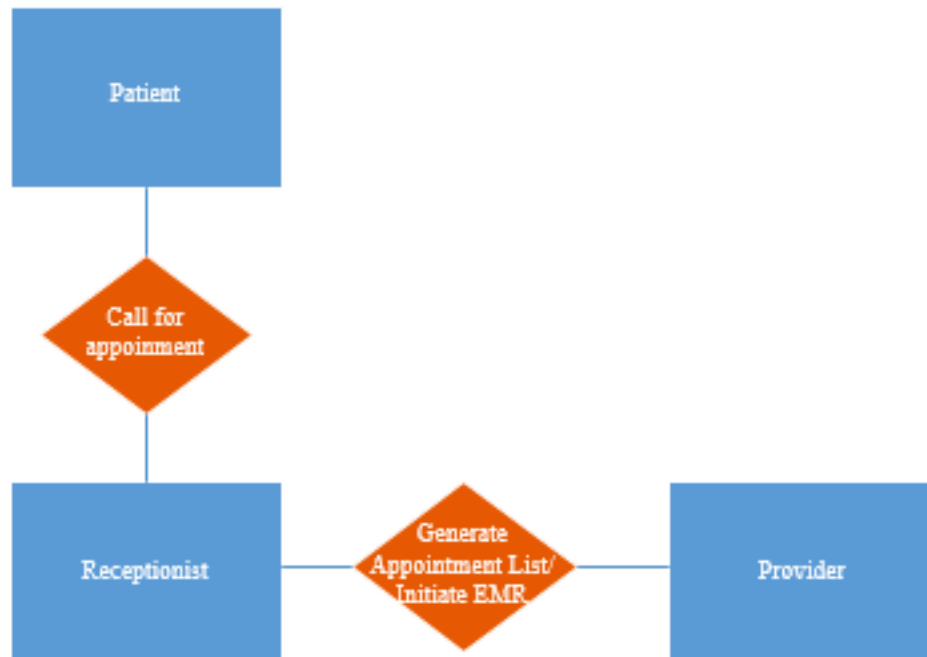 Patient
Call for
appoinment
Receptionist
Generate
Appointment List/
Initiate EMR
Provider